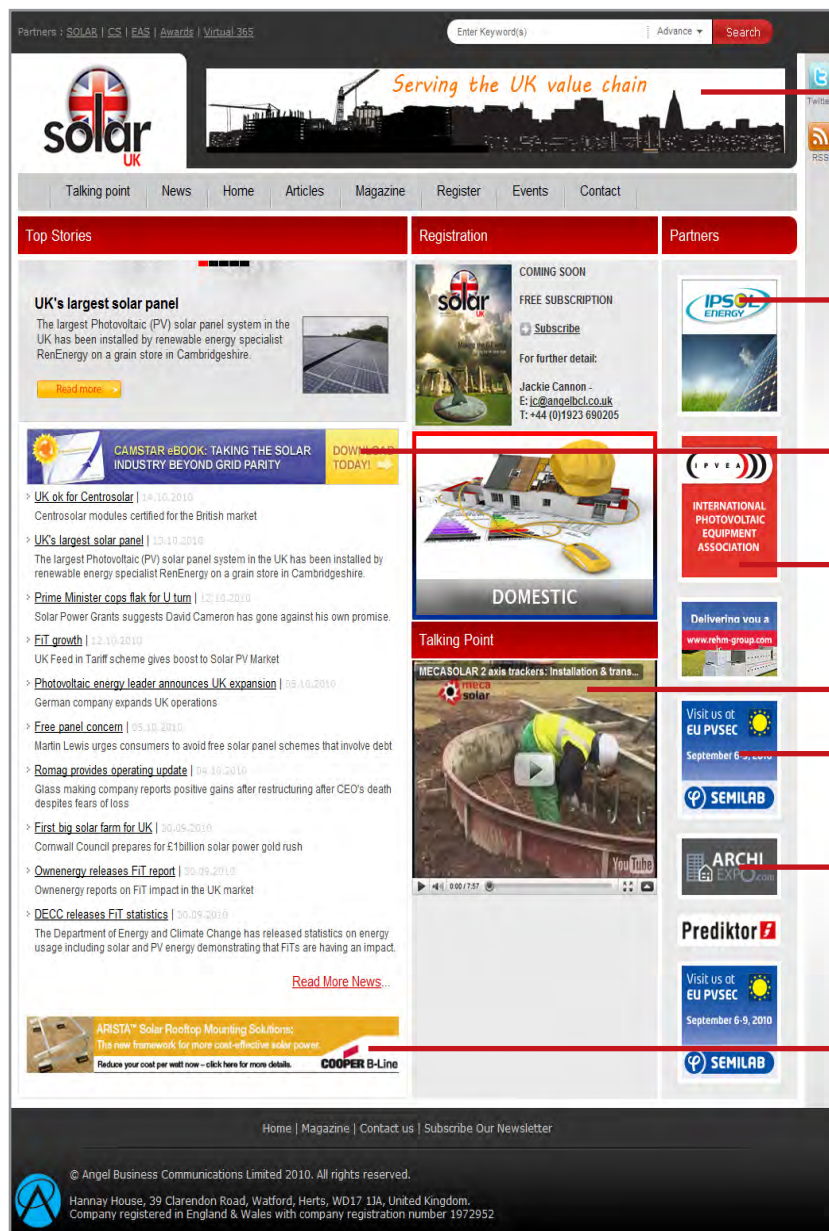 Partners : SOLAR | CS | EAS | Awards | Virtual 365
Enter Keyword(s)
Advance
Search
solar
UK
Serving the UK value chain
Twitte
RSS
Talking point
News
Home
Articles
Magazine
Register
Events
Contact
Top Stories
UK's largest solar panel
The largest Photovoltaic (PV) solar panel system in the
UK has been installed by renewable energy specialist
RenEnergy on a grain store in Cambridgeshire.
Read more
CAMSTAR eBOOK: TAKING THE SOLAR
INDUSTRY BEYOND GRID PARITY
DOWNLOAD
TODAY!
UK ok for Centrosolar | 14.10.2010
Centrosolar modules certified for the British market
UK's largest solar panel | 13.10.2010
The largest Photovoltaic (PV) solar panel system in the UK has been installed by
renewable energy specialist RenEnergy on a grain store in Cambridgeshire.
Prime Minister cops flak for U turn | 12.10.2010
Solar Power Grants suggests David Cameron has gone against his own promise.
FiT growth | 12.10.2010
UK Feed in Tariff scheme gives boost to Solar PV Market
Photovoltaic energy leader announces UK expansion | 05.10.2010
German company expands UK operations
Free panel concern | 05.10.2010
Martin Lewis urges consumers to avoid free solar panel schemes that involve debt
Romag provides operating update | 04.10.2010
Glass making company reports positive gains after restructuring after CEO's death
despites fears of loss
First big solar farm for UK | 30.09.2010
Cornwall Council prepares for £1billion solar power gold rush
Ownenergy releases FiT report | 30.09.2010
Ownenergy reports on FiT impact in the UK market
DECC releases FiT statistics | 30.09.2010
The Department of Energy and Climate Change has released statistics on energy
usage including solar and PV energy demonstrating that FiTs are having an impact.
Read More News...
ARISTA™ Solar Rooftop Mounting Solutions:
The new framework for more cost-effective solar power.
Reduce your cost per watt now – click here for more details.
COOPER B-Line
Registration
solar
UK
COMING SOON
FREE SUBSCRIPTION
Subscribe
For further detail:
Jackie Cannon -
E: jc@angelbcl.co.uk
T: +44 (0)1923 690205
DOMESTIC
Talking Point
MECASOLAR 2 axis trackers: Installation & trans...
meca
solar
YouTube
0:00 / 7:57
Partners
IPSOL
ENERGY
IPVEA
INTERNATIONAL
PHOTOVOLTAIC
EQUIPMENT
ASSOCIATION
Delivering you a
www.rehm-group.com
Visit us at
EU PVSEC
September 6-9, 2010
SEMILAB
ARCHI
EXPO.com
Prediktor
Visit us at
EU PVSEC
September 6-9, 2010
SEMILAB
Home | Magazine | Contact us | Subscribe Our Newsletter
© Angel Business Communications Limited 2010. All rights reserved.
Hannay House, 39 Clarendon Road, Watford, Herts, WD17 1JA, United Kingdom.
Company registered in England & Wales with company registration number 1972952